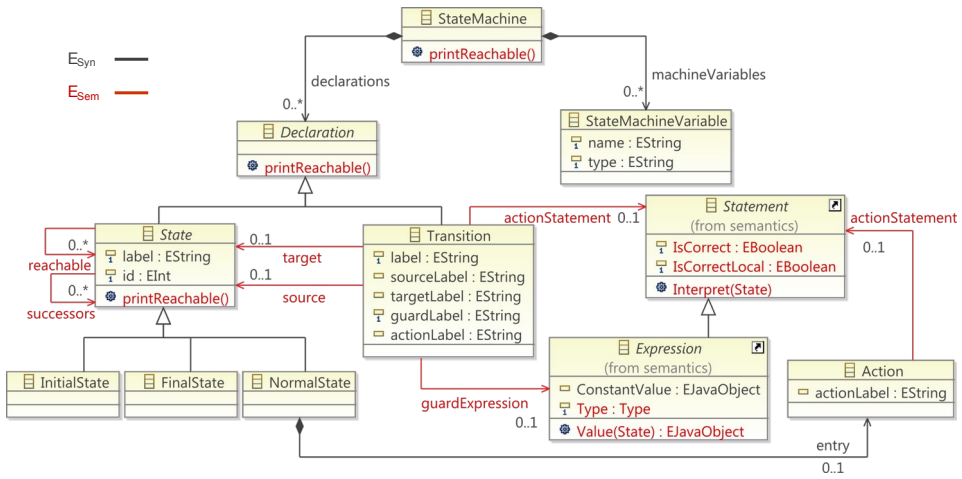 StateMachine
printReachable()
E Syn
E Sem
declarations
0..*
machineVariables
0..*
Declaration
printReachable()
StateMachineVariable
name : EString
type : EString
State
label : EString
id : EInt
printReachable()
0..*
reachable
0..*
successors
0..1
target
0..1
source
Transition
label : EString
sourceLabel : EString
targetLabel : EString
guardLabel : EString
actionLabel : EString
actionStatement
0..1
Statement
(from semantics)
IsCorrect : EBoolean
IsCorrectLocal : EBoolean
Interpret(State)
actionStatement
0..1
InitialState
FinalState
NormalState
guardExpression
0..1
Expression
(from semantics)
ConstantValue : EJavaObject
Type : Type
Value(State) : EJavaObject
Action
actionLabel : EString
entry
0..1